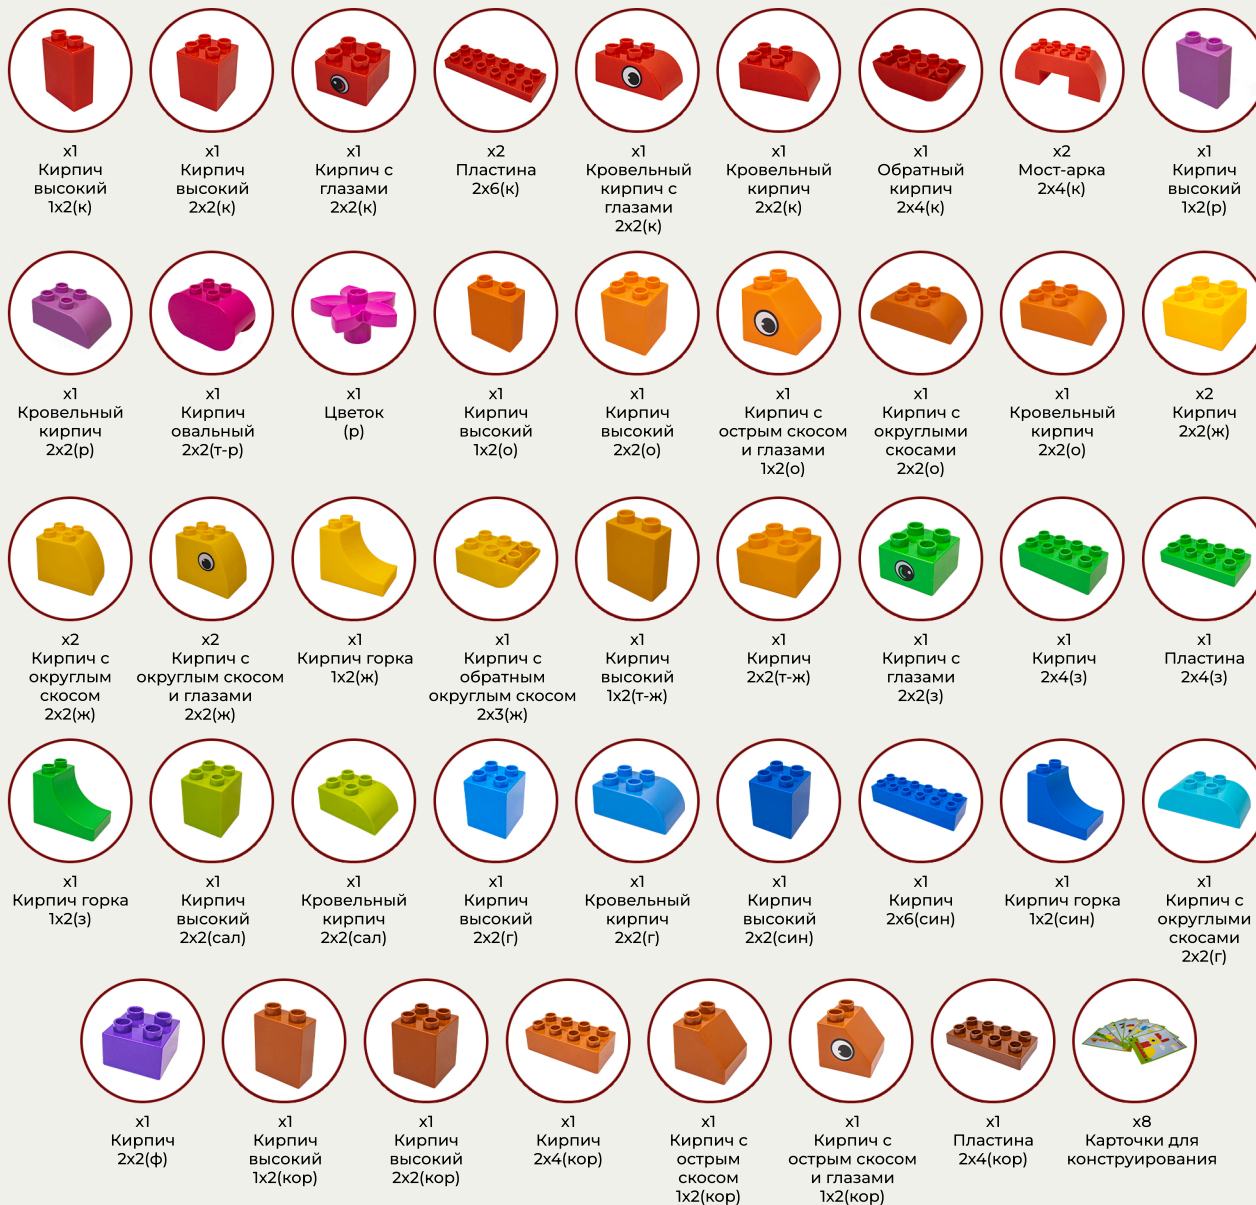 x1
Кирпич
высокий
1x2(к)
x1
Кирпич
высокий
2x2(к)
x1
Кирпич с
глазами
2x2(к)
x2
Пластина
2x6(к)
x1
Кровельный
кирпич с
глазами
2x2(к)
x1
Кровельный
кирпич
2x2(к)
x1
Обратный
кирпич
2x4(к)
x2
Мост-арка
2x4(к)
x1
Кирпич
высокий
1x2(р)
x1
Кровельный
кирпич
2x2(р)
x1
Кирпич
овальный
2x2(т-р)
x1
Цветок
(р)
x1
Кирпич
высокий
1x2(о)
x1
Кирпич
высокий
2x2(о)
x1
Кирпич с
острым скосом
и глазами
1x2(о)
x1
Кирпич с
округлыми
скосами
2x2(о)
x1
Кровельный
кирпич
2x2(о)
x2
Кирпич
2x2(ж)
x2
Кирпич с
округлым
скосом
2x2(ж)
x2
Кирпич с
округлым скосом
и глазами
2x2(ж)
x1
Кирпич горка
1x2(ж)
x1
Кирпич с
обратным
округлым скосом
2x3(ж)
x1
Кирпич
высокий
1x2(т-ж)
x1
Кирпич
2x2(т-ж)
x1
Кирпич с
глазами
2x2(з)
x1
Кирпич
2x4(з)
x1
Пластина
2x4(з)
x1
Кирпич горка
1x2(з)
x1
Кирпич
высокий
2x2(сал)
x1
Кровельный
кирпич
2x2(сал)
x1
Кирпич
высокий
2x2(г)
x1
Кровельный
кирпич
2x2(г)
x1
Кирпич
высокий
2x2(син)
x1
Кирпич
2x6(син)
x1
Кирпич горка
1x2(син)
x1
Кирпич с
округлыми
скосами
2x2(г)
x1
Кирпич
2x2(ф)
x1
Кирпич
высокий
1x2(кор)
x1
Кирпич
высокий
2x2(кор)
x1
Кирпич
2x4(кор)
x1
Кирпич с
острым
скосом
1x2(кор)
x1
Кирпич с
острым скосом
и глазами
1x2(кор)
x1
Пластина
2x4(кор)
x8
Карточки для
конструирования